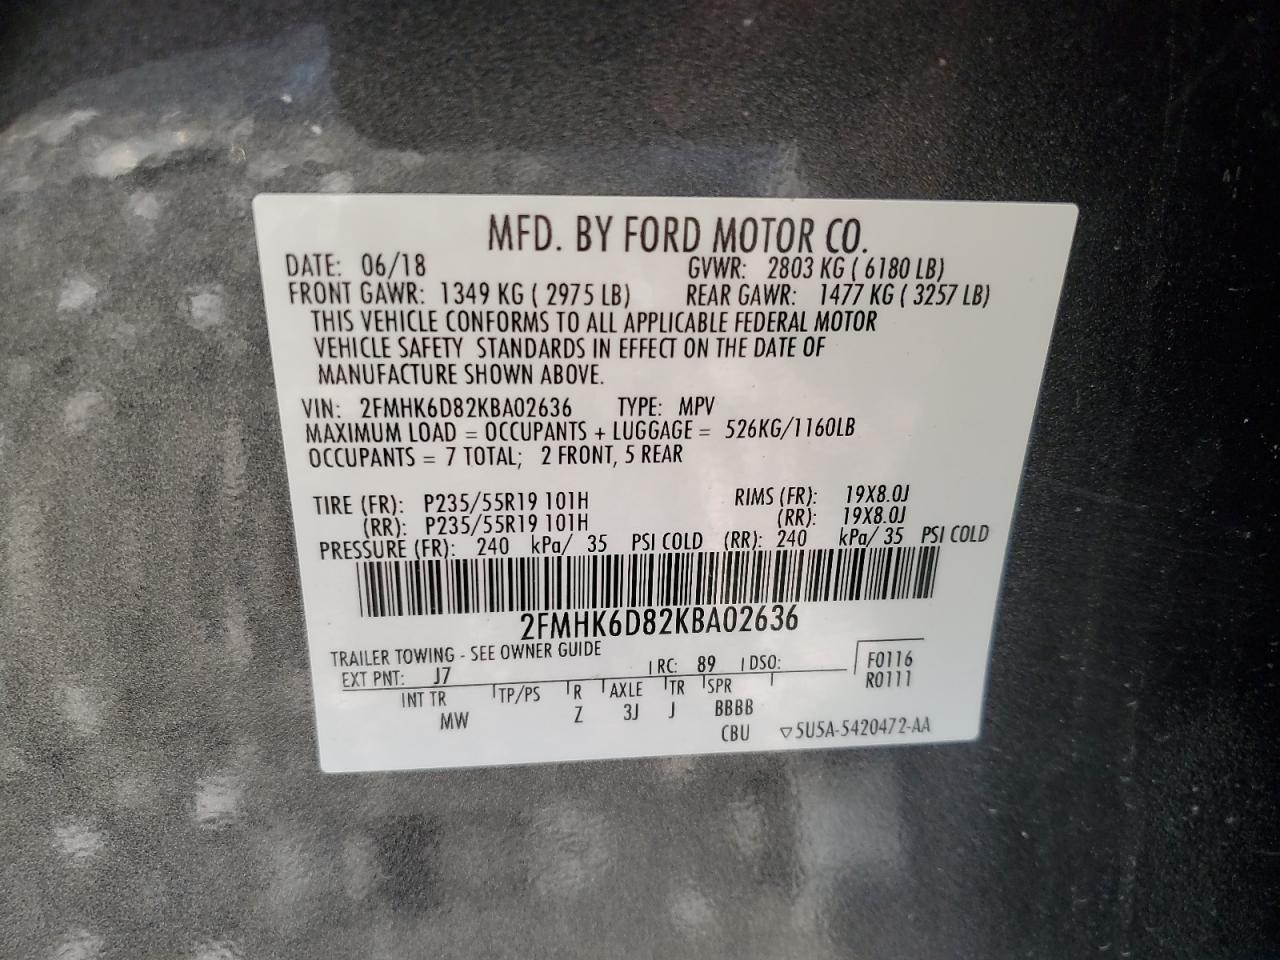 MFD. BY FORD MOTOR CO.
DATE: 06/18 GVWR: 2803 KG ( 6180 LB)
FRONT GAWR: 1349 KG ( 2975 LB) REAR GAWR: 1477 KG ( 3257 LB)
THIS VEHICLE CONFORMS TO ALL APPLICABLE FEDERAL MOTOR
VEHICLE SAFETY STANDARDS IN EFFECT ON THE DATE OF
MANUFACTURE SHOWN ABOVE.
VIN: 2FMHK6D82KBA02636 TYPE: MPV
MAXIMUM LOAD = OCCUPANTS + LUGGAGE = 526KG/1160LB
OCCUPANTS = 7 TOTAL; 2 FRONT, 5 REAR
TIRE (FR): P235/55R19 101H RIMS (FR): 19X8.0J
(RR): P235/55R19 101H (RR): 19X8.0J
PRESSURE (FR): 240 kPa/ 35 PSI COLD (RR): 240 kPa/ 35 PSI COLD
2FMHK6D82KBA02636
TRAILER TOWING - SEE OWNER GUIDE
EXT PNT: J7 RC: 89 DSO: F0116
R0111
INT TR TP/PS R AXLE TR SPR
MW Z 3J J BBBB
CBU ▽5U5A-5420472-AA